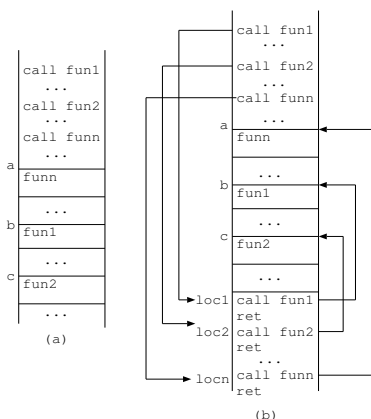 call fun1
...
call fun2
...
call funn
...
a
funn
...
b
fun1
...
c
fun2
...
(a)
call fun1
...
call fun2
...
call funn
...
a
funn
...
b
fun1
...
c
fun2
...
loc1 call fun1
ret
loc2 call fun2
ret
...
locn call funn
ret
(b)